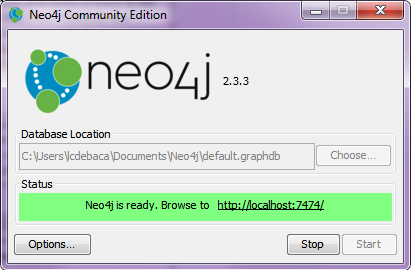 Neo4j Community Edition
neo4j 2.3.3
Database Location
C:\Users\lcdebaca\Documents\Neo4j\default.graphdb Choose...
Status
Neo4j is ready. Browse to http://localhost:7474/
Options... Stop Start